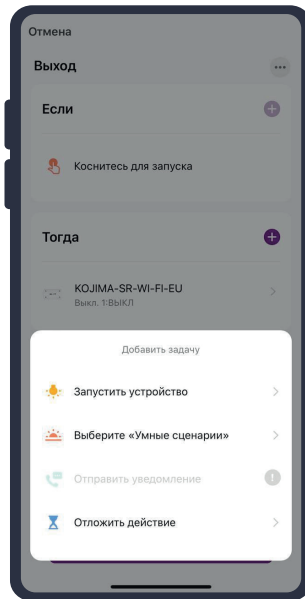 Отмена
Выход
Если
Коснитесь для запуска
Тогда
KOJIMA-SR-WI-FI-EU
Выкл. 1:ВЫКЛ
Добавить задачу
Запустить устройство
Выберите «Умные сценарии»
Отправить уведомление
Отложить действие